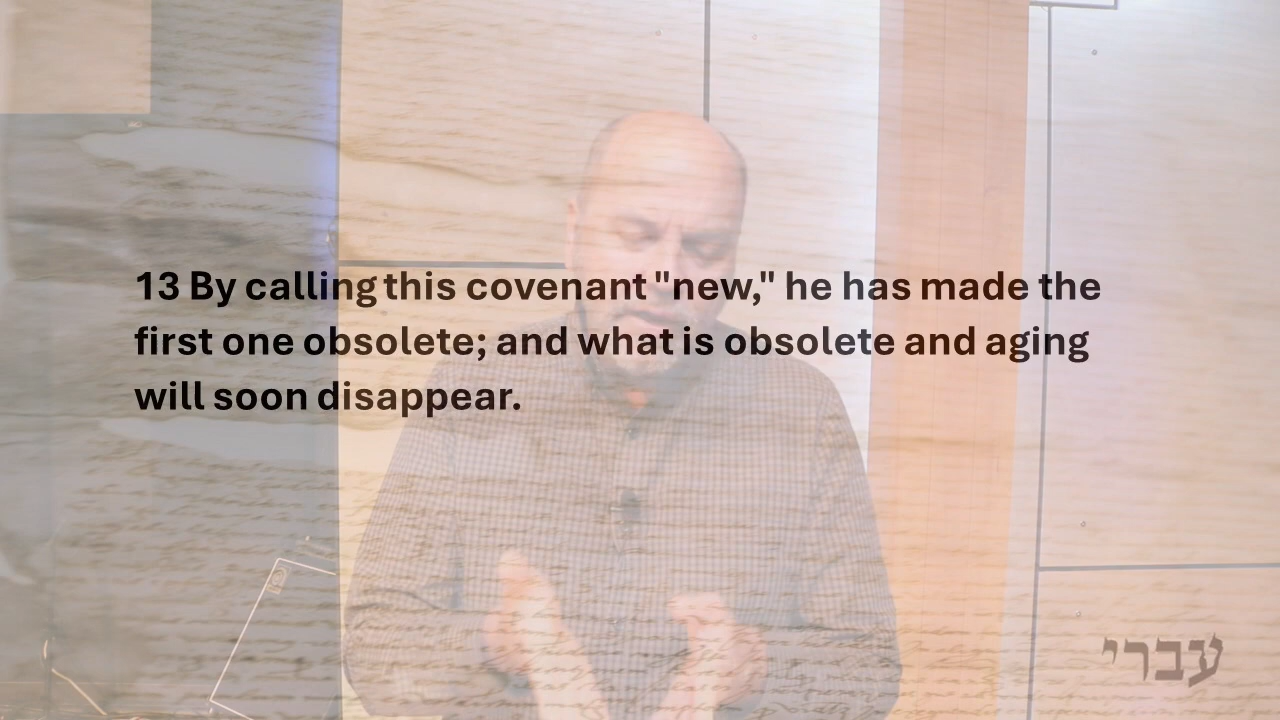 13 By calling this covenant "new," he has made the
first one obsolete; and what is obsolete and aging
will soon disappear.
עברי